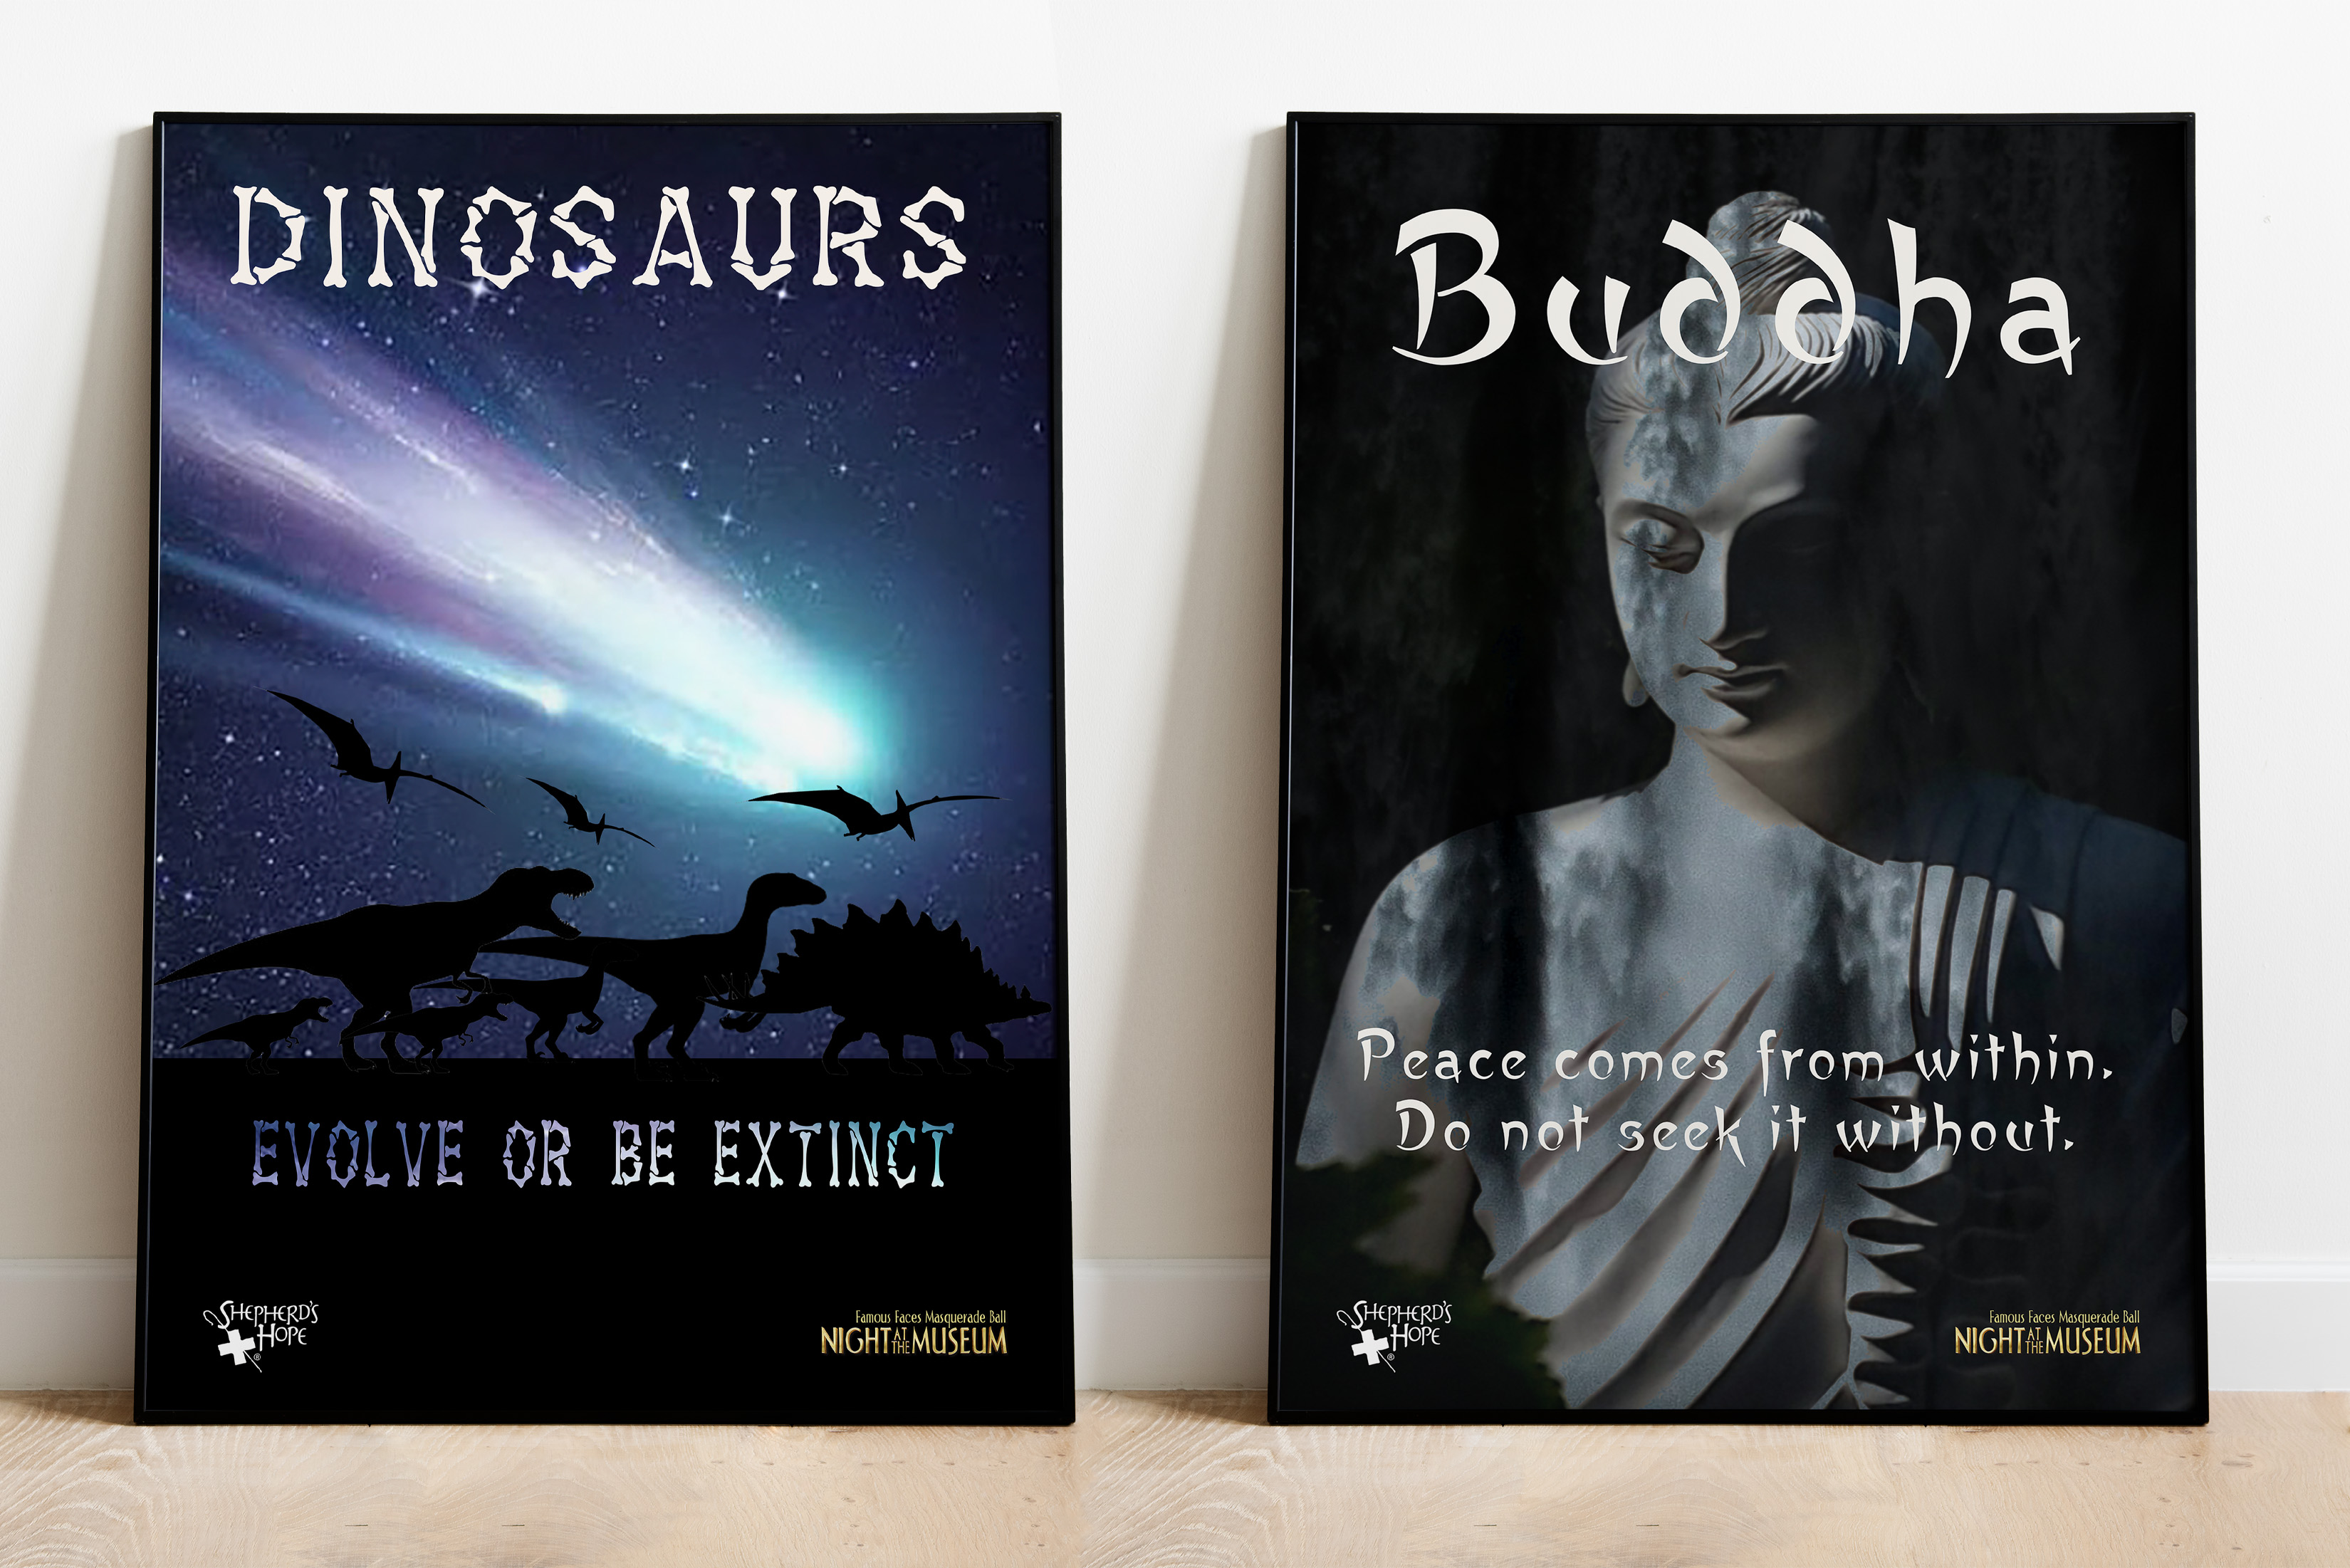 DINOSAURS
EVOLVE OR BE EXTINCT
SHEPHERD'S
HOPE
®
Famous Faces Masquerade Ball
NIGHT AT THE MUSEUM
Buddha
Peace comes from within.
Do not seek it without.
SHEPHERD'S
HOPE
®
Famous Faces Masquerade Ball
NIGHT AT THE MUSEUM